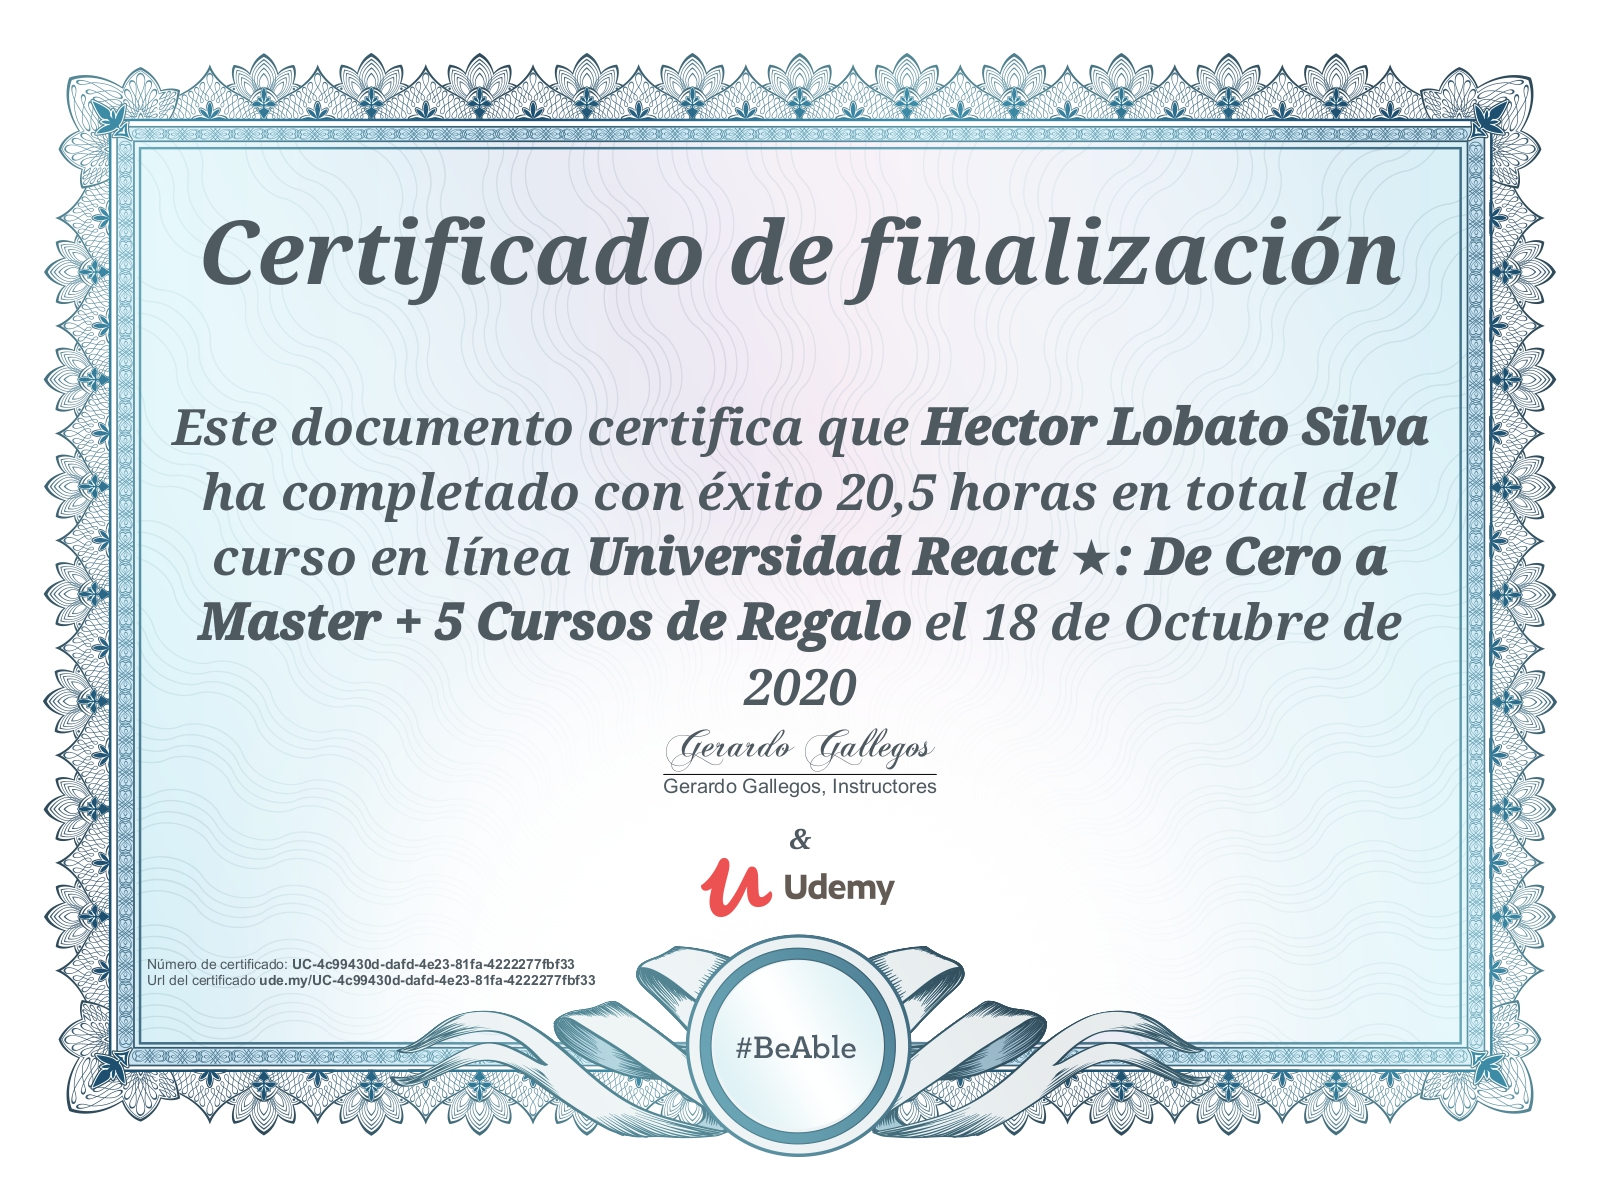 Certificado de finalización
Este documento certifica que Hector Lobato Silva
ha completado con éxito 20,5 horas en total del
curso en línea Universidad React ★: De Cero a
Master + 5 Cursos de Regalo el 18 de Octubre de
2020
Gerardo Gallegos
Gerardo Gallegos, Instructores
&
Udemy
Número de certificado: UC-4c99430d-dafd-4e23-81fa-4222277fbf33
Url del certificado ude.my/UC-4c99430d-dafd-4e23-81fa-4222277fbf33
#BeAble